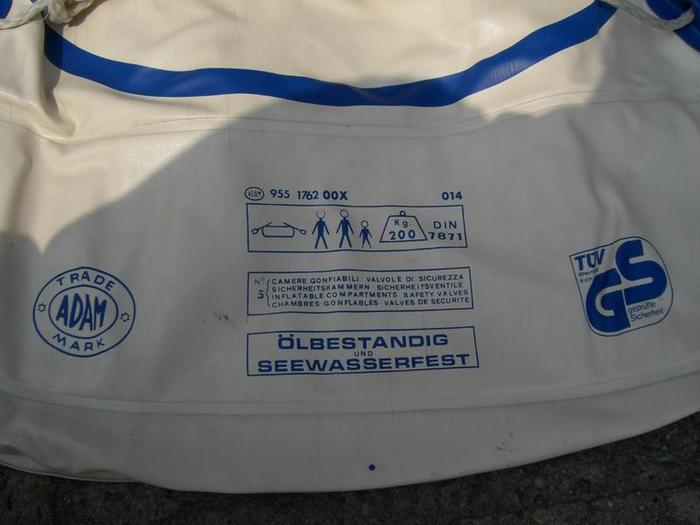 ADAM 955 1762 00X 014
Kg. 200
DIN 7871
N° 5
CAMERE GONFIABILI - VALVOLE DI SICUREZZA
SICHERHEITSKAMMERN - SICHERHEITSVENTILE
INFLATABLE COMPARTMENTS SAFETY VALVES
CHAMBRES GONFLABLES VALVES DE SECURITE
ÖLBESTANDIG
UND
SEEWASSERFEST
TRADE
ADAM
MARK
TÜV
GS
geprüfte
Sicherheit